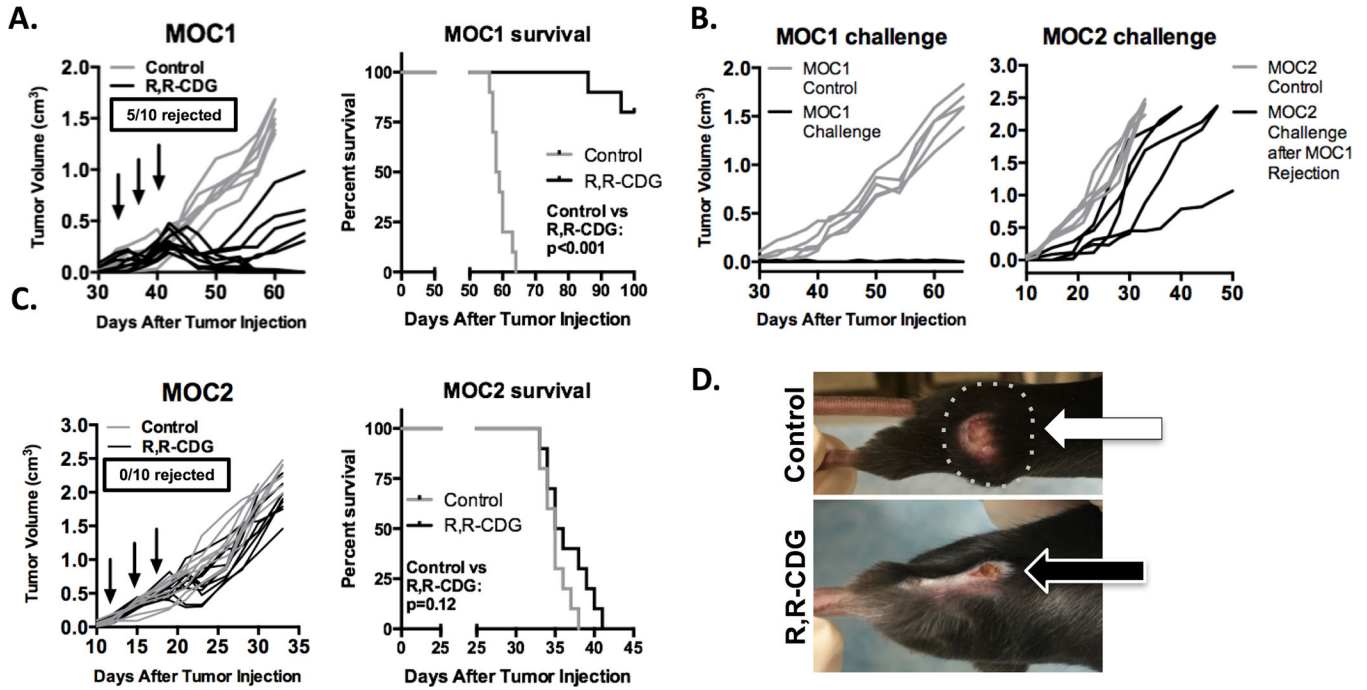 A.
MOC1
Control
R,R-CDG
5/10 rejected
Tumor Volume (cm³)
2.0
1.5
1.0
0.5
0.0
30 40 50 60
Days After Tumor Injection
MOC1 survival
Percent survival
100
75
50
25
0
Control
R,R-CDG
Control vs
R,R-CDG:
p<0.001
0 50 50 60 70 80 90 100
Days After Tumor Injection
B.
MOC1 challenge
MOC1
Control
MOC1
Challenge
Tumor Volume (cm³)
2.0
1.5
1.0
0.5
0.0
30 40 50 60
Days After Tumor Injection
MOC2 challenge
3.0
2.5
2.0
1.5
1.0
0.5
0.0
10 20 30 40 50
Days After Tumor Injection
MOC2
Control
MOC2
Challenge
after MOC1
Rejection
C.
MOC2
Control
R,R-CDG
0/10 rejected
Tumor Volume (cm³)
3.0
2.5
2.0
1.5
1.0
0.5
0.0
10 15 20 25 30 35
Days After Tumor Injection
MOC2 survival
Percent survival
100
75
50
25
0
Control
R,R-CDG
Control vs
R,R-CDG:
p=0.12
0 25 25 30 35 40 45
Days After Tumor Injection
D.
Control
R,R-CDG